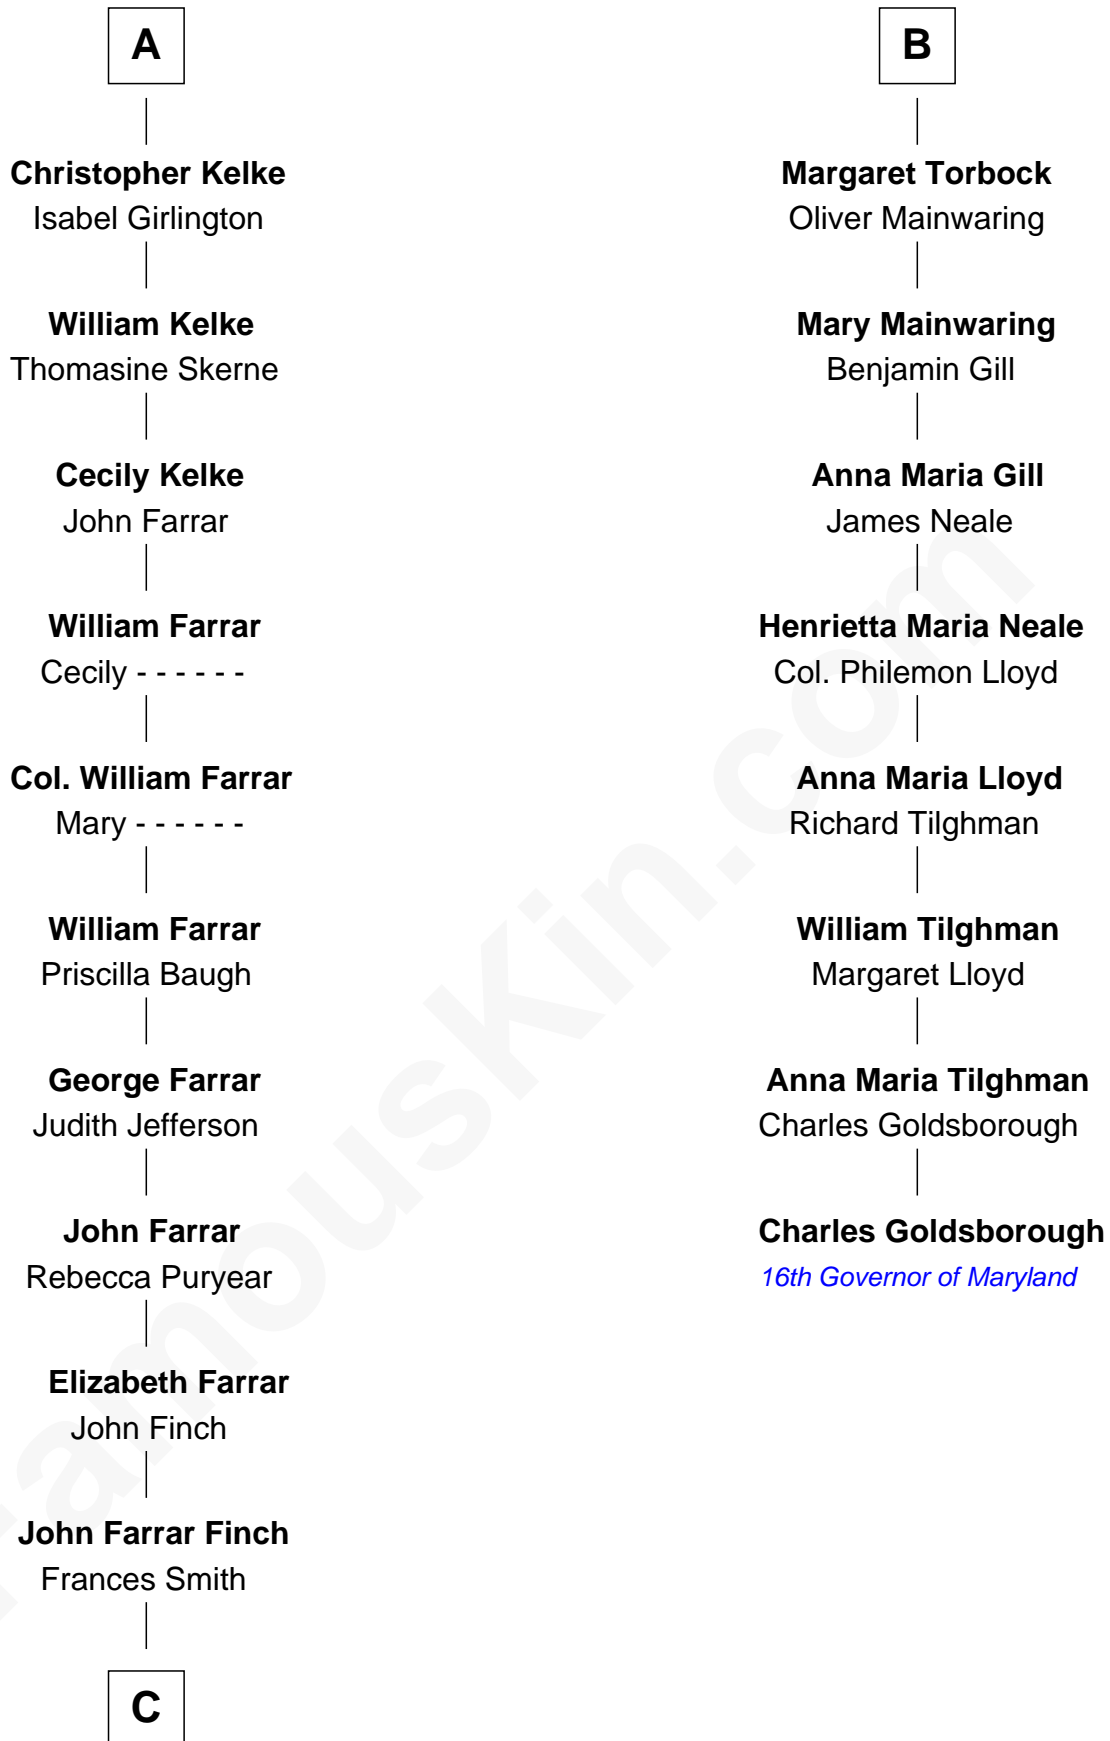 A
Christopher Kelke
Isabel Girlington
William Kelke
Thomasine Skerne
Cecily Kelke
John Farrar
William Farrar
Cecily - - - - - -
Col. William Farrar
Mary - - - - - -
William Farrar
Priscilla Baugh
George Farrar
Judith Jefferson
John Farrar
Rebecca Puryear
Elizabeth Farrar
John Finch
John Farrar Finch
Frances Smith
C
B
Margaret Torbock
Oliver Mainwaring
Mary Mainwaring
Benjamin Gill
Anna Maria Gill
James Neale
Henrietta Maria Neale
Col. Philemon Lloyd
Anna Maria Lloyd
Richard Tilghman
William Tilghman
Margaret Lloyd
Anna Maria Tilghman
Charles Goldsborough
Charles Goldsborough
16th Governor of Maryland
FamousKin.com